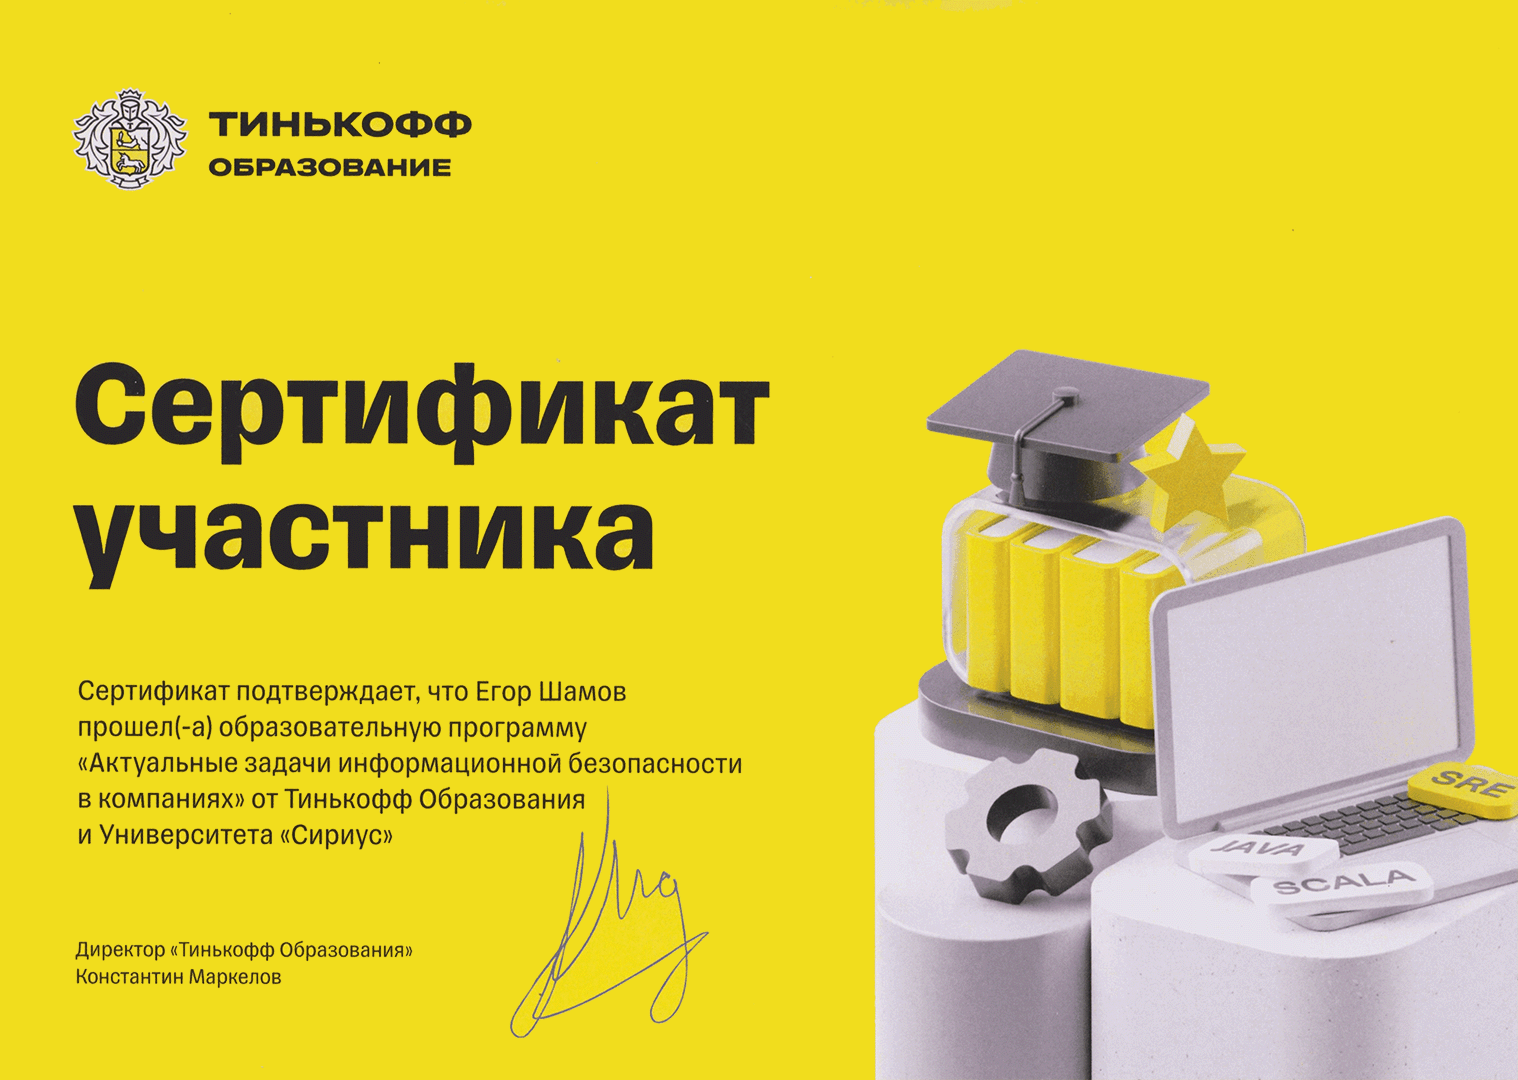 ТИНЬКОФФ
ОБРАЗОВАНИЕ
Сертификат
участника
Сертификат подтверждает, что Егор Шамов
прошел(-а) образовательную программу
«Актуальные задачи информационной безопасности
в компаниях» от Тинькофф Образования
и Университета «Сириус»
Директор «Тинькофф Образования»
Константин Маркелов
SRE
JAVA
SCALA